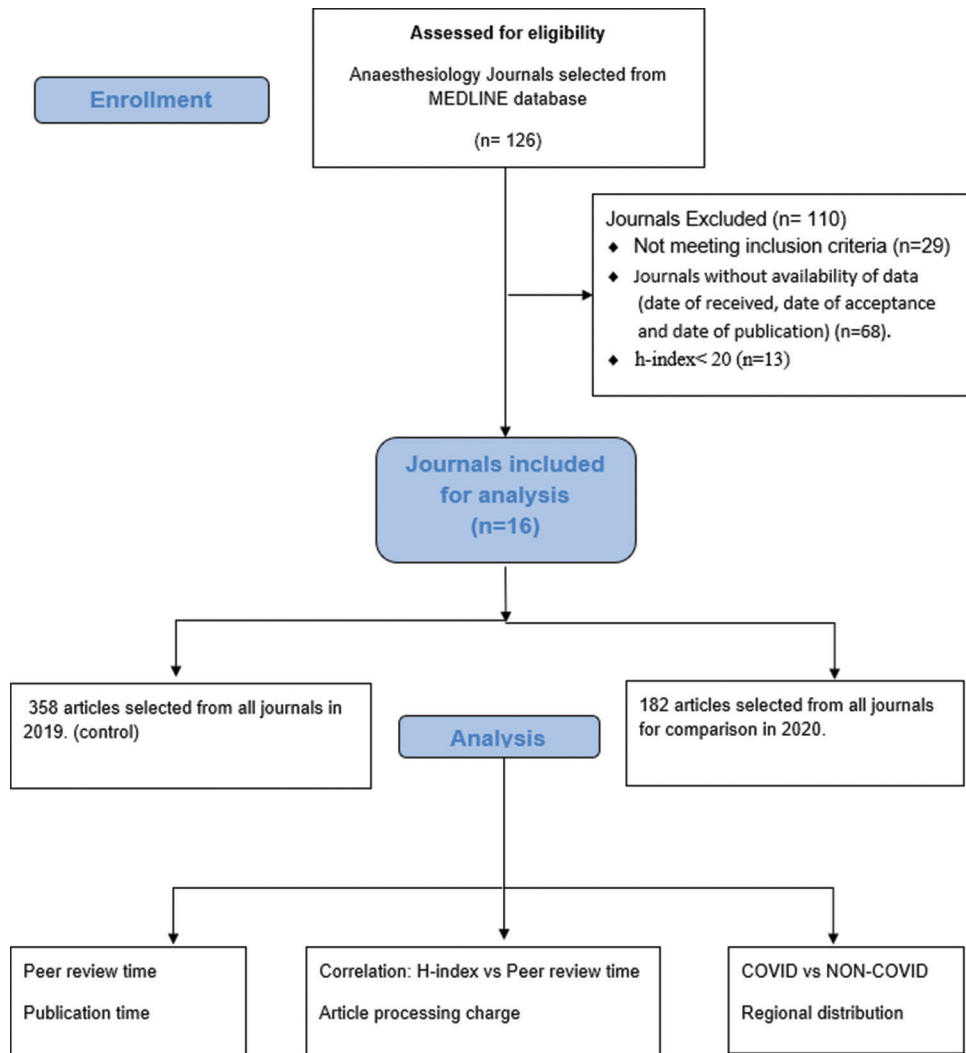 Assessed for eligibility
Anaesthesiology Journals selected from
MEDLINE database
(n= 126)
Enrollment
Journals Excluded (n= 110)
♦ Not meeting inclusion criteria (n=29)
♦ Journals without availability of data
(date of received, date of acceptance
and date of publication) (n=68).
♦ h-index< 20 (n=13)
Journals included
for analysis
(n=16)
358 articles selected from all journals in
2019. (control)
182 articles selected from all journals
for comparison in 2020.
Analysis
Peer review time
Publication time
Correlation: H-index vs Peer review time
Article processing charge
COVID vs NON-COVID
Regional distribution